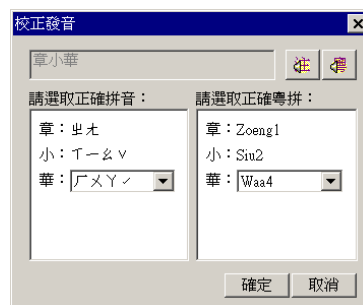 校正發音
章小華
注
請選取正確拼音：
請選取正確粵拼：
章：ㄓㄤ
小：ㄒㄧㄠˇ
華：ㄏㄨㄚˊ
章：Zoeng1
小：Siu2
華：Waa4
確定
取消